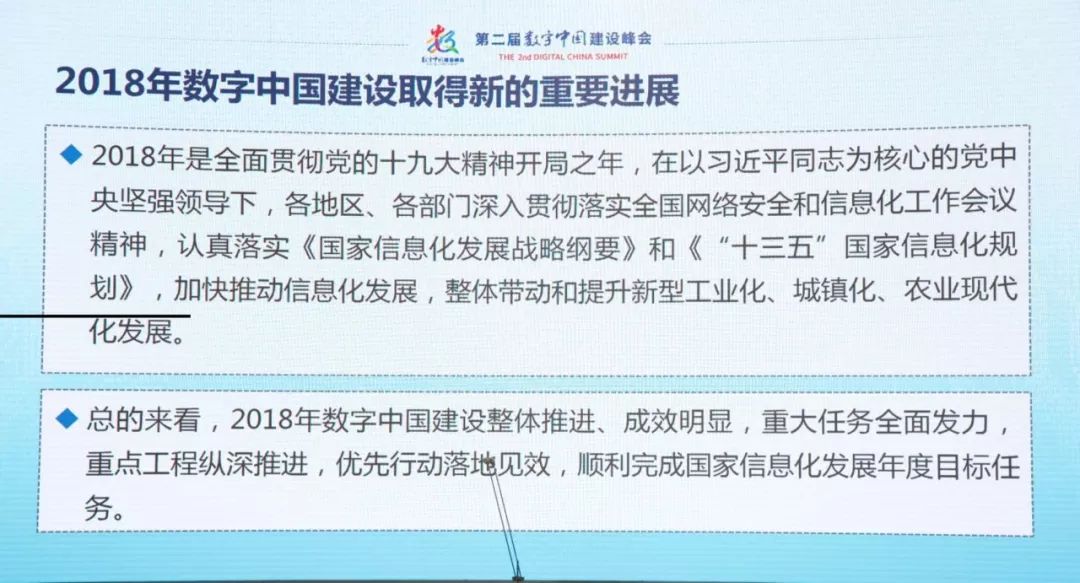 第二届数字中国建设峰会
THE 2nd DIGITAL CHINA SUMMIT
数字中国建设峰会
2018年数字中国建设取得新的重要进展
2018年是全面贯彻党的十九大精神开局之年，在以习近平同志为核心的党中
央坚强领导下，各地区、各部门深入贯彻落实全国网络安全和信息化工作会议
精神，认真落实《国家信息化发展战略纲要》和《“十三五”国家信息化规
划》，加快推动信息化发展，整体带动和提升新型工业化、城镇化、农业现代
化发展。
总的来看，2018年数字中国建设整体推进、成效明显，重大任务全面发力，
重点工程纵深推进，优先行动落地见效，顺利完成国家信息化发展年度目标任
务。